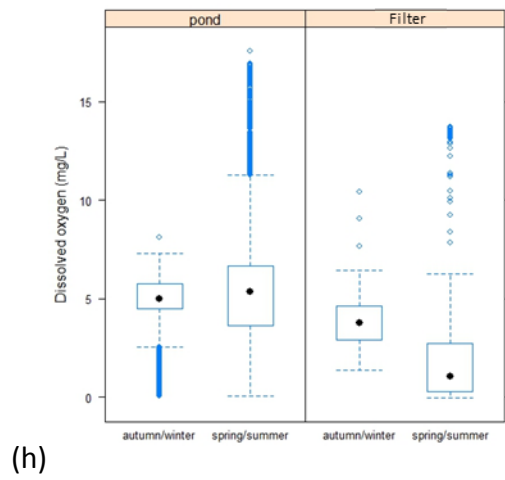 pond Filter
15
10
5
0
Dissolved oxygen (mg/L)
autumn/winter spring/summer autumn/winter spring/summer
(h)